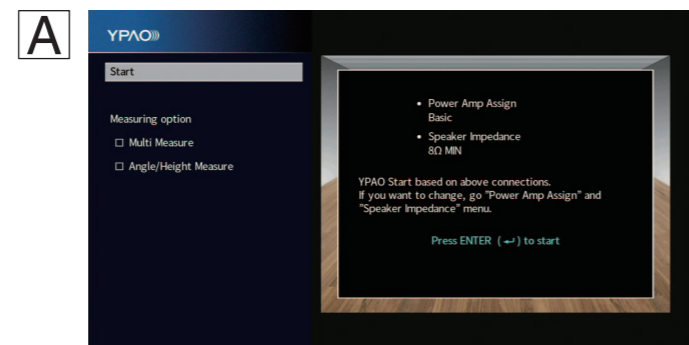 A
YPAO
Start
Measuring option
Multi Measure
Angle/Height Measure
• Power Amp Assign
Basic
• Speaker Impedance
8Ω MIN
YPAO Start based on above connections.
If you want to change, go "Power Amp Assign" and
"Speaker Impedance" menu.
Press ENTER (↵) to start